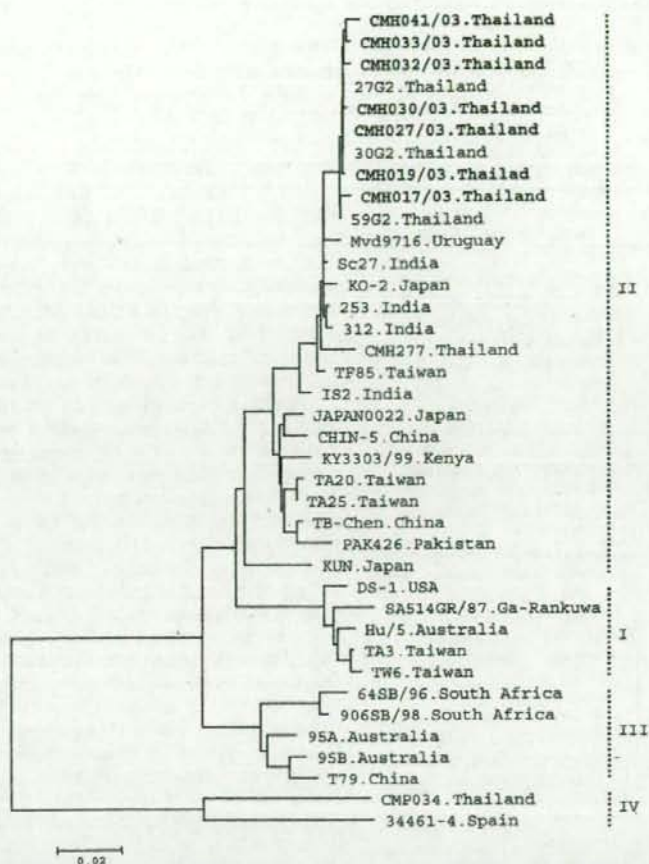 CMH041/03.Thailand
CMH033/03.Thailand
CMH032/03.Thailand
27G2.Thailand
CMH030/03.Thailand
CMH027/03.Thailand
30G2.Thailand
CMH019/03.Thailad
CMH017/03.Thailand
59G2.Thailand
Mvd9716.Uruguay
Sc27.India
KO-2.Japan
253.India
312.India
CMH277.Thailand
TF85.Taiwan
IS2.India
JAPAN0022.Japan
CHIN-5.China
KY3303/99.Kenya
TA20.Taiwan
TA25.Taiwan
TB-Chen.China
PAK426.Pakistan
KUN.Japan
II
DS-1.USA
SA514GR/87.Ga-Rankuwa
Hu/5.Australia
TA3.Taiwan
TW6.Taiwan
I
64SB/96.South Africa
906SB/98.South Africa
95A.Australia
95B.Australia
T79.China
III
CMP034.Thailand
34461-4.Spain
IV
0.02